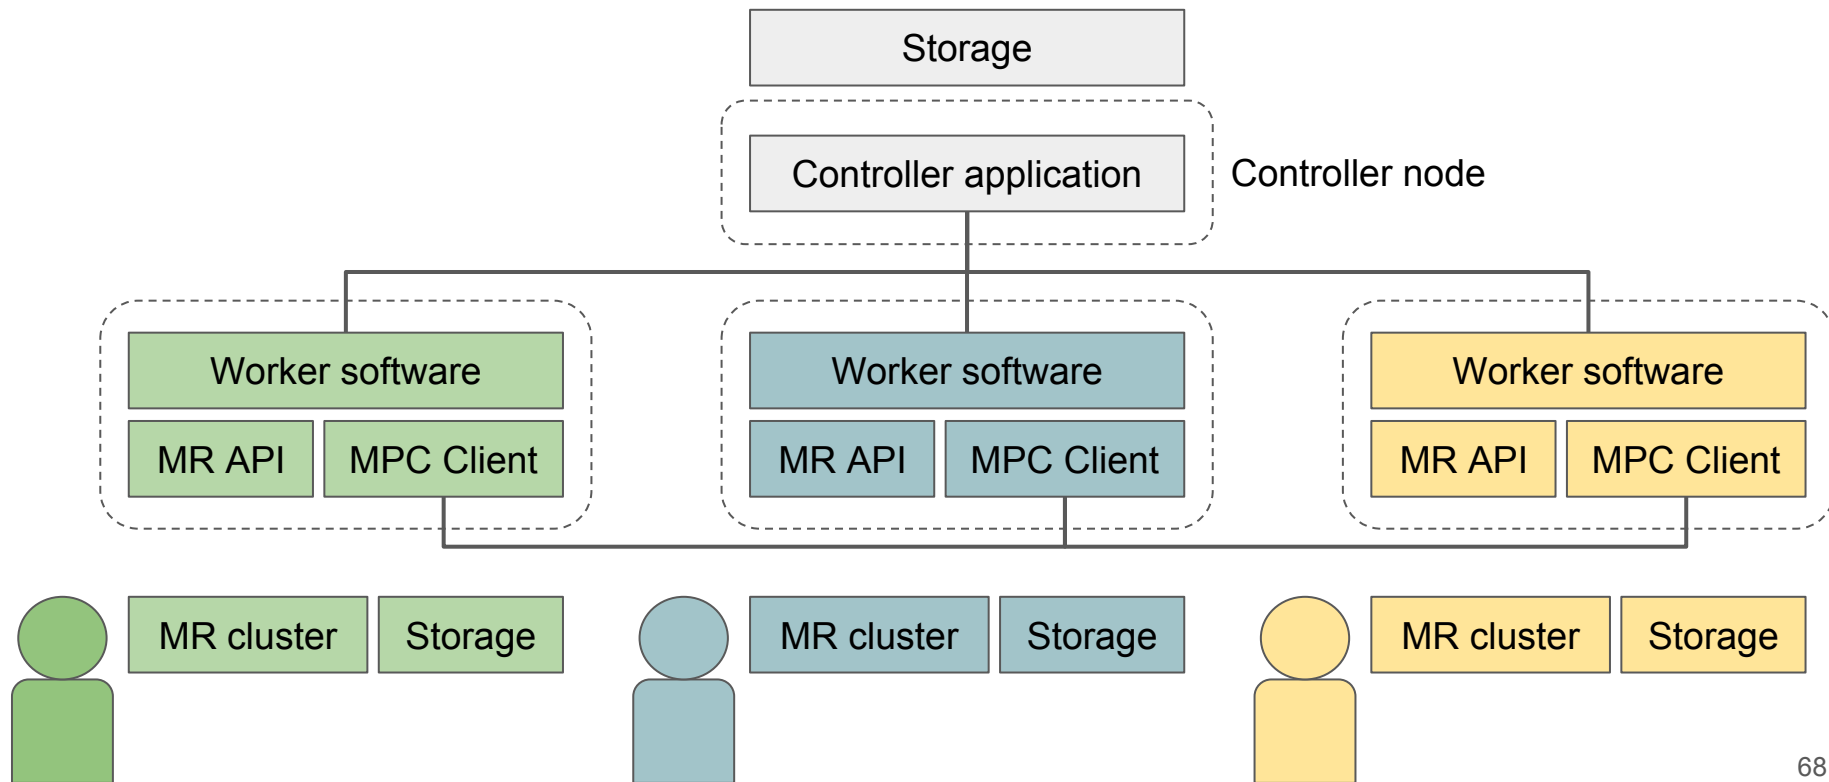 Storage
Controller application
Controller node
Worker software
Worker software
Worker software
MR API
MPC Client
MR API
MPC Client
MR API
MPC Client
MR cluster
Storage
MR cluster
Storage
MR cluster
Storage
68